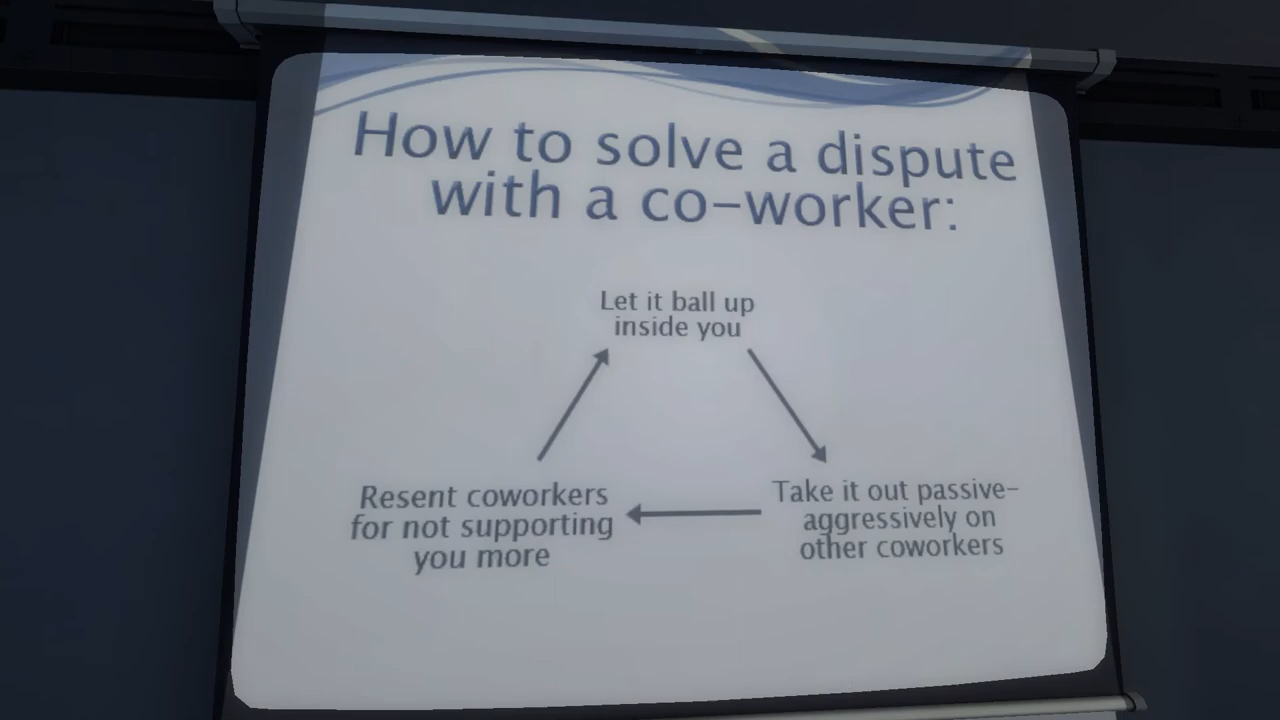 How to solve a dispute
with a co-worker:
Let it ball up
inside you
Take it out passive-
aggressively on
other coworkers
Resent coworkers
for not supporting
you more